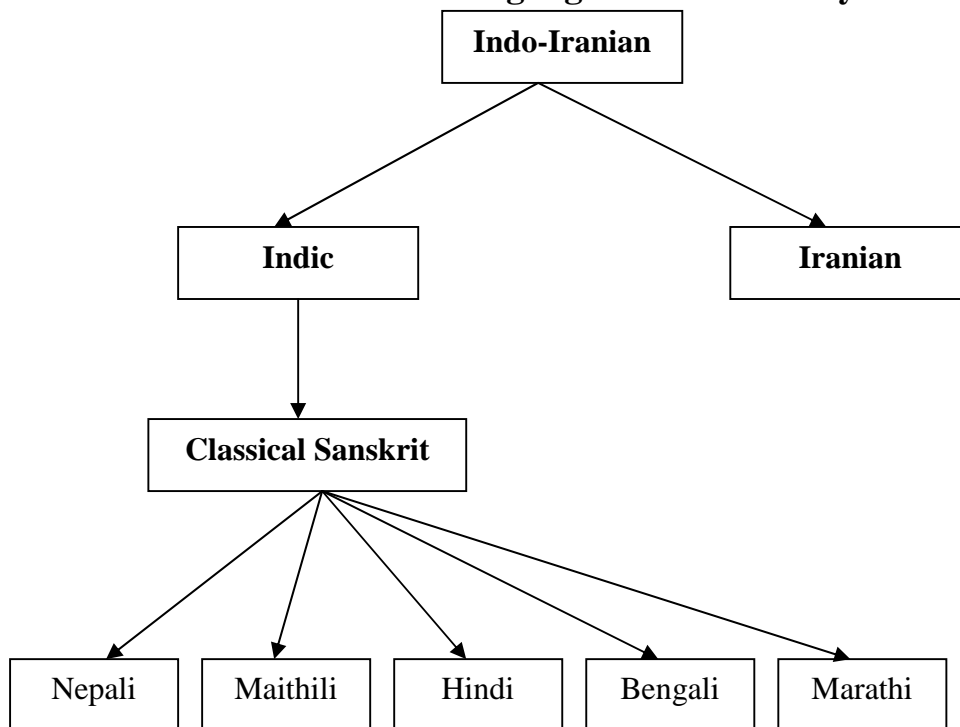 Indo-Iranian
Indic
Iranian
Classical Sanskrit
Nepali
Maithili
Hindi
Bengali
Marathi